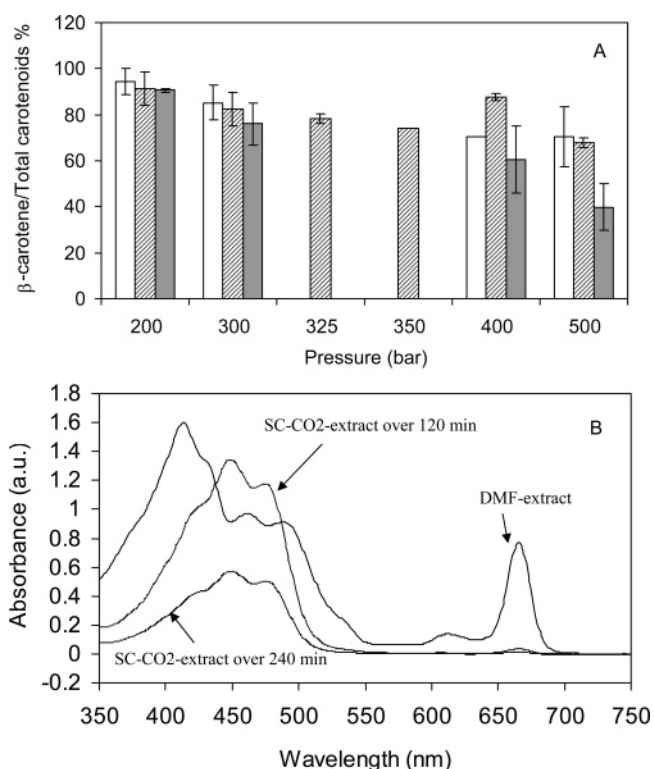 A
β-carotene/Total carotenoids %
120
100
80
60
40
20
0
200 300 325 350 400 500
Pressure (bar)
B
Absorbance (a.u.)
1.8
1.6
1.4
1.2
1
0.8
0.6
0.4
0.2
0
-0.2
SC-CO2-extract over 120 min
DMF-extract
SC-CO2-extract over 240 min
350 400 450 500 550 600 650 700 750
Wavelength (nm)